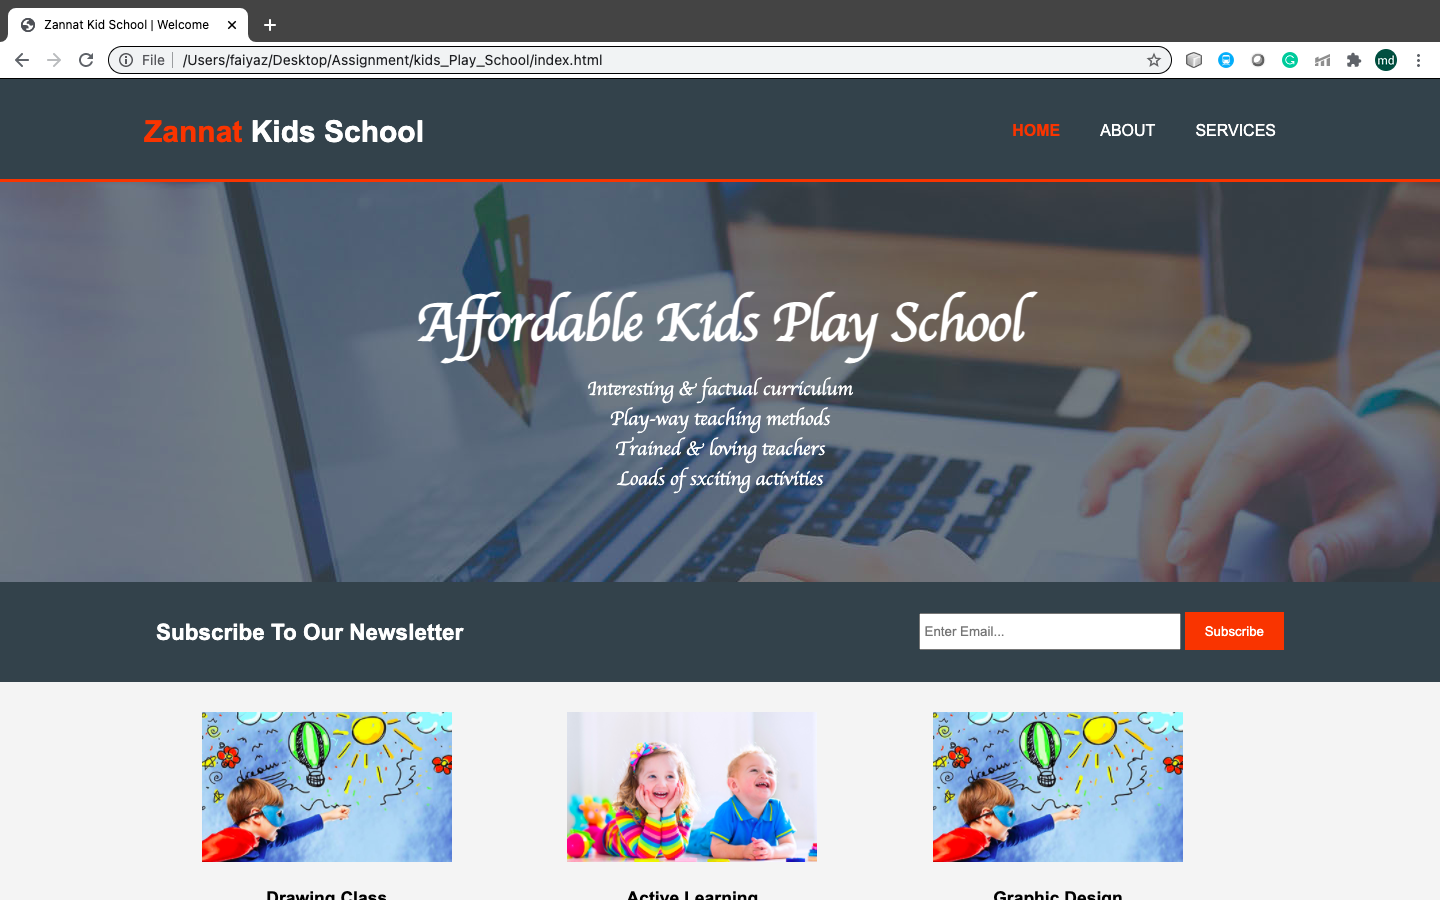 Zannat Kid School | Welcome
File /Users/faiyaz/Desktop/Assignment/kids_Play_School/index.html
md
Zannat Kids School
HOME ABOUT SERVICES
Affordable Kids Play School
Interesting & factual curriculum
Play-way teaching methods
Trained & loving teachers
Loads of sxciting activities
Subscribe To Our Newsletter
Enter Email... Subscribe
dream
dream
Drawing Class
Active Learning
Graphic Design